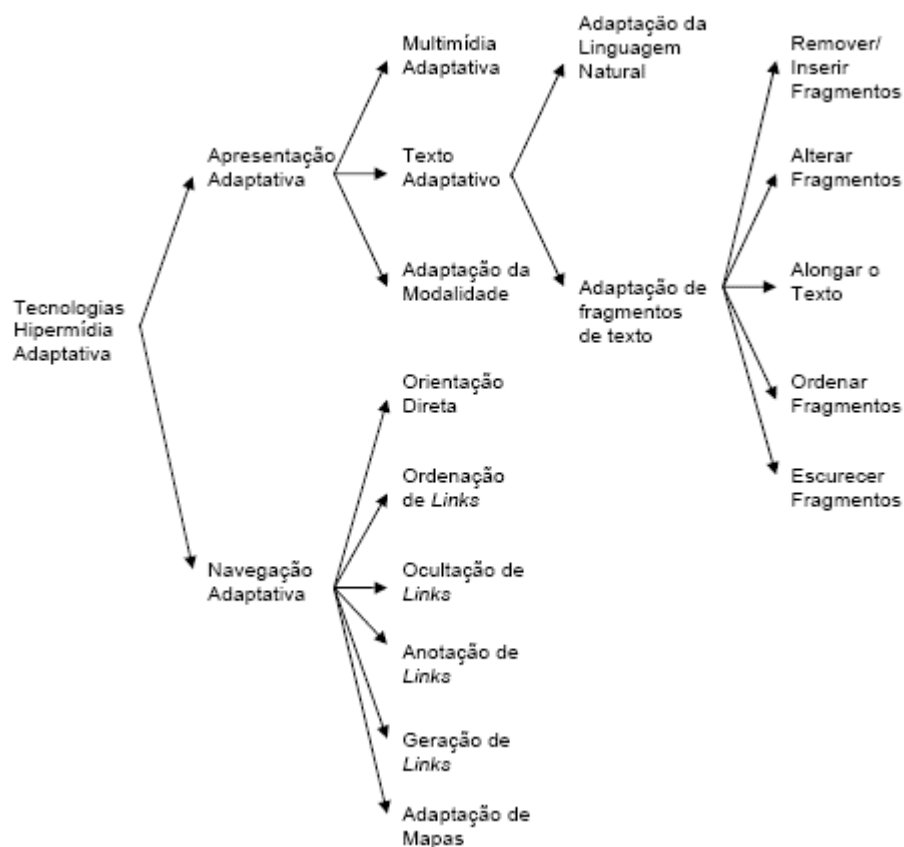 Tecnologias
Hipermídia
Adaptativa
Apresentação
Adaptativa
Multimídia
Adaptativa
Texto
Adaptativo
Adaptação da
Linguagem
Natural
Adaptação de
fragmentos
de texto
Remover/
Inserir
Fragmentos
Alterar
Fragmentos
Alongar o
Texto
Ordenar
Fragmentos
Escurecer
Fragmentos
Adaptação da
Modalidade
Navegação
Adaptativa
Orientação
Direta
Ordenação
de Links
Ocultação de
Links
Anotação de
Links
Geração de
Links
Adaptação de
Mapas